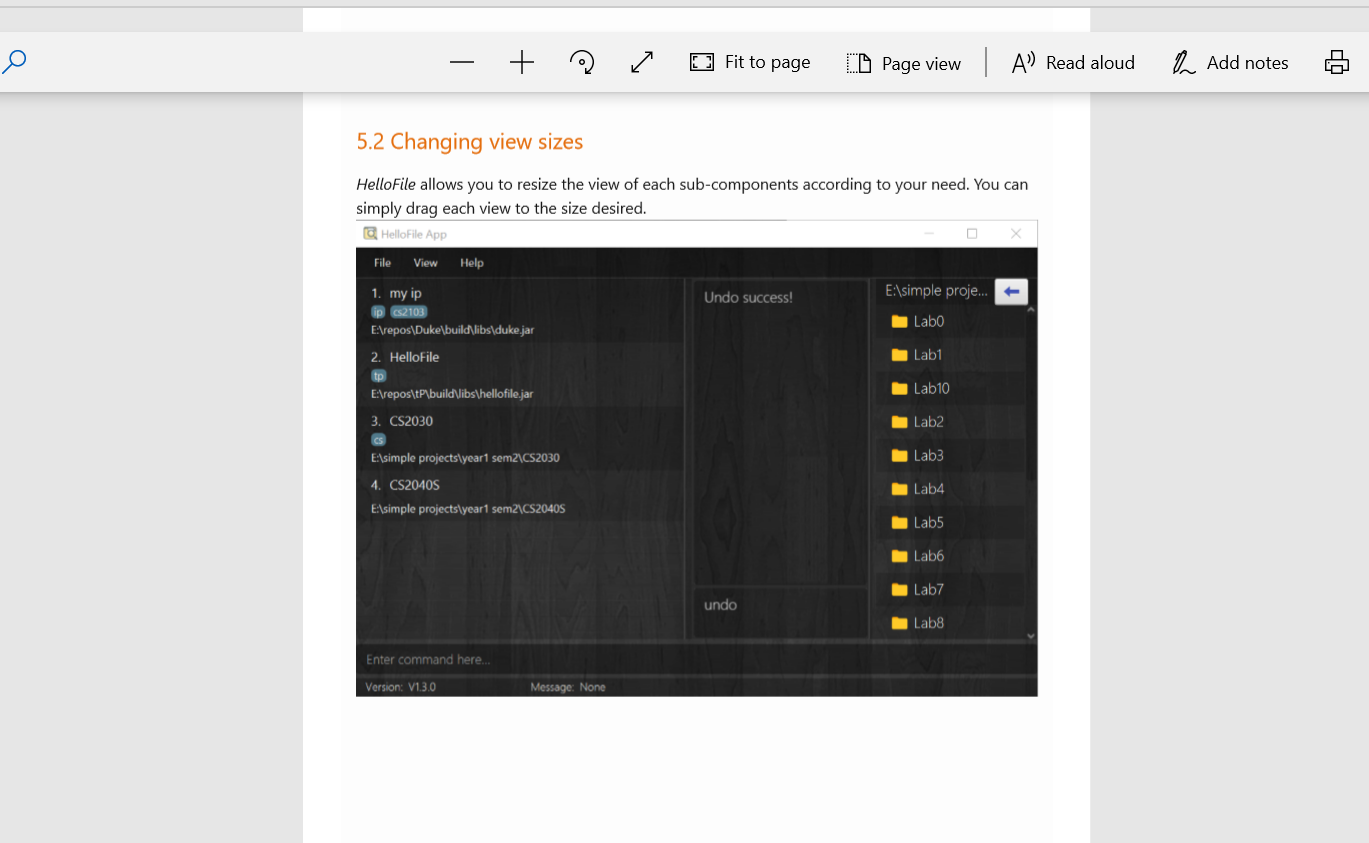 Fit to page
Page view
Read aloud
Add notes
5.2 Changing view sizes
HelloFile allows you to resize the view of each sub-components according to your need. You can
simply drag each view to the size desired.
HelloFile App
File View Help
1. my ip
ip cs2103
E:\repos\Duke\build\libs\duke.jar
2. HelloFile
tp
E:\repos\tP\build\libs\hellofile.jar
3. CS2030
cs
E:\simple projects\year1 sem2\CS2030
4. CS2040S
E:\simple projects\year1 sem2\CS2040S
Undo success!
undo
E:\simple proje...
Lab0
Lab1
Lab10
Lab2
Lab3
Lab4
Lab5
Lab6
Lab7
Lab8
Enter command here...
Version: V1.3.0 Message: None